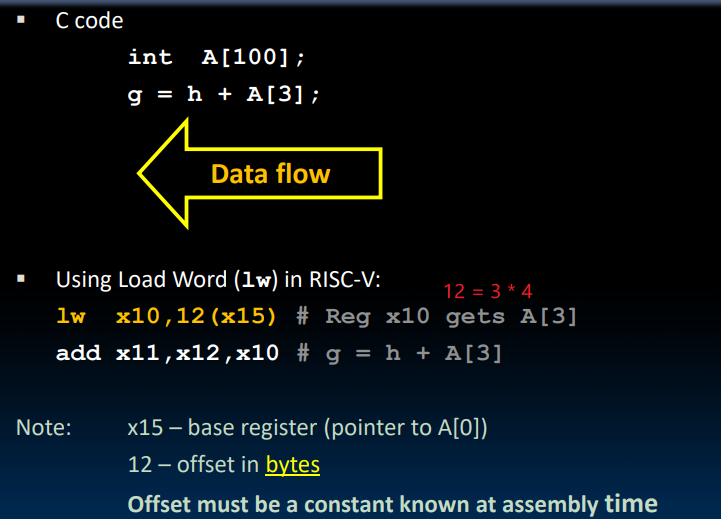 ▪ C code
int A[100];
g = h + A[3];
Data flow
▪ Using Load Word (lw) in RISC-V:
12 = 3 * 4
lw x10,12(x15) # Reg x10 gets A[3]
add x11,x12,x10 # g = h + A[3]
Note: x15 – base register (pointer to A[0])
12 – offset in bytes
Offset must be a constant known at assembly time